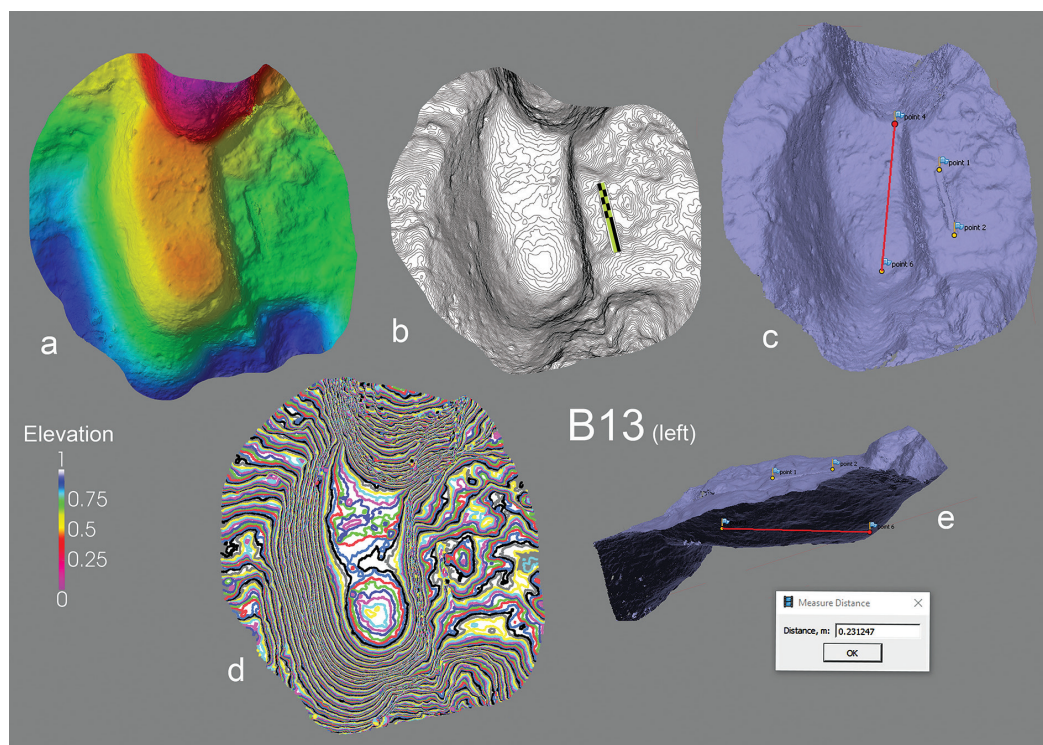 a
b
c
point 4
point 1
point 2
point 6
d
B13 (left)
Elevation
1
0.75
0.5
0.25
0
point 1
point 2
point 6
e
Measure Distance
Distance, m: 0.231247
OK